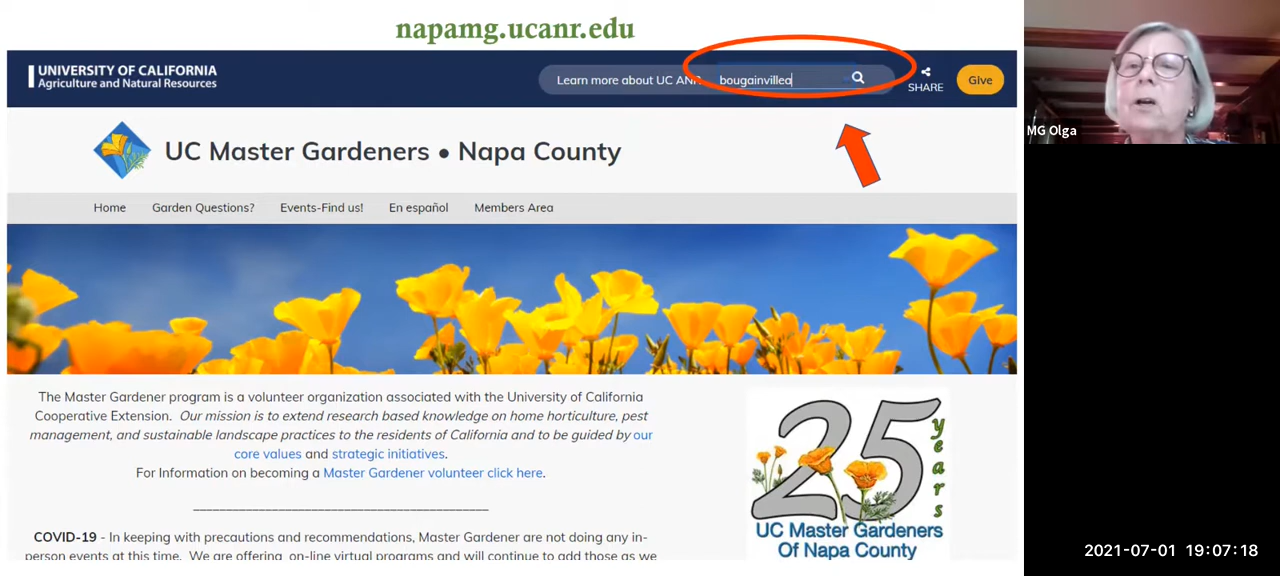 napamg.ucanr.edu
UNIVERSITY OF CALIFORNIA
Agriculture and Natural Resources
Learn more about UC ANR
bougainvillea
SHARE
Give
MG Olga
UC Master Gardeners • Napa County
Home Garden Questions? Events-Find us! En español Members Area
The Master Gardener program is a volunteer organization associated with the University of California
Cooperative Extension. Our mission is to extend research based knowledge on home horticulture, pest
management, and sustainable landscape practices to the residents of California and to be guided by our
core values and strategic initiatives.
For Information on becoming a Master Gardener volunteer click here.
COVID-19 - In keeping with precautions and recommendations, Master Gardener are not doing any in-
person events at this time. We are offering on-line virtual programs and will continue to add those as we
25 years
UC Master Gardeners
Of Napa County
2021-07-01 19:07:18